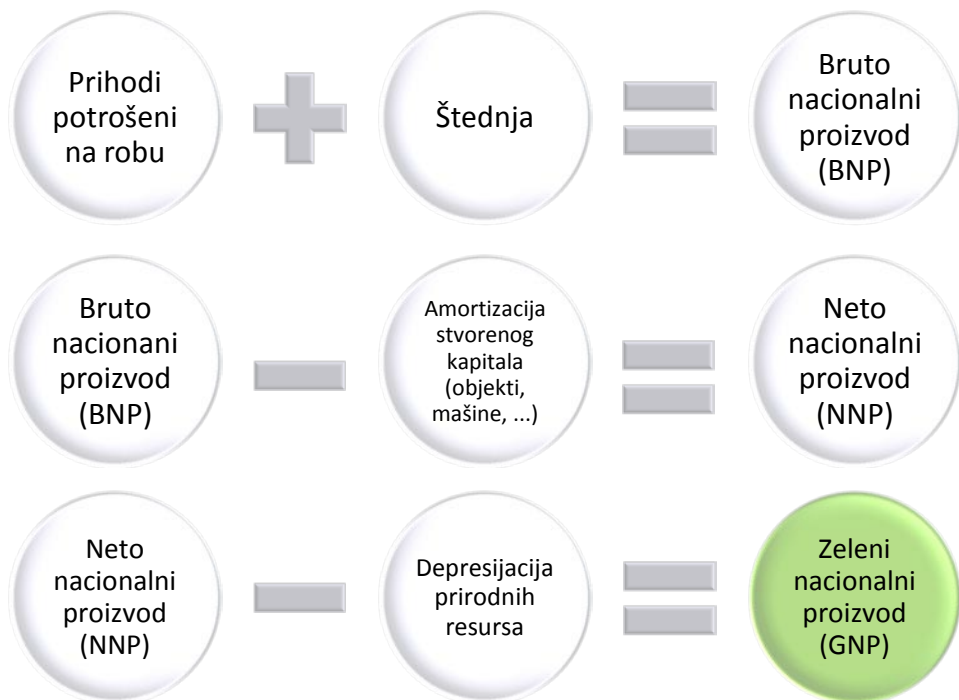 Prihodi
potrošeni
na robu
Štednja
Bruto
nacionalni
proizvod
(BNP)
Bruto
nacionani
proizvod
(BNP)
Amortizacija
stvorenog
kapitala
(objekti,
mašine, ...)
Neto
nacionalni
proizvod
(NNP)
Neto
nacionalni
proizvod
(NNP)
Depresijacija
prirodnih
resursa
Zeleni
nacionalni
proizvod
(GNP)